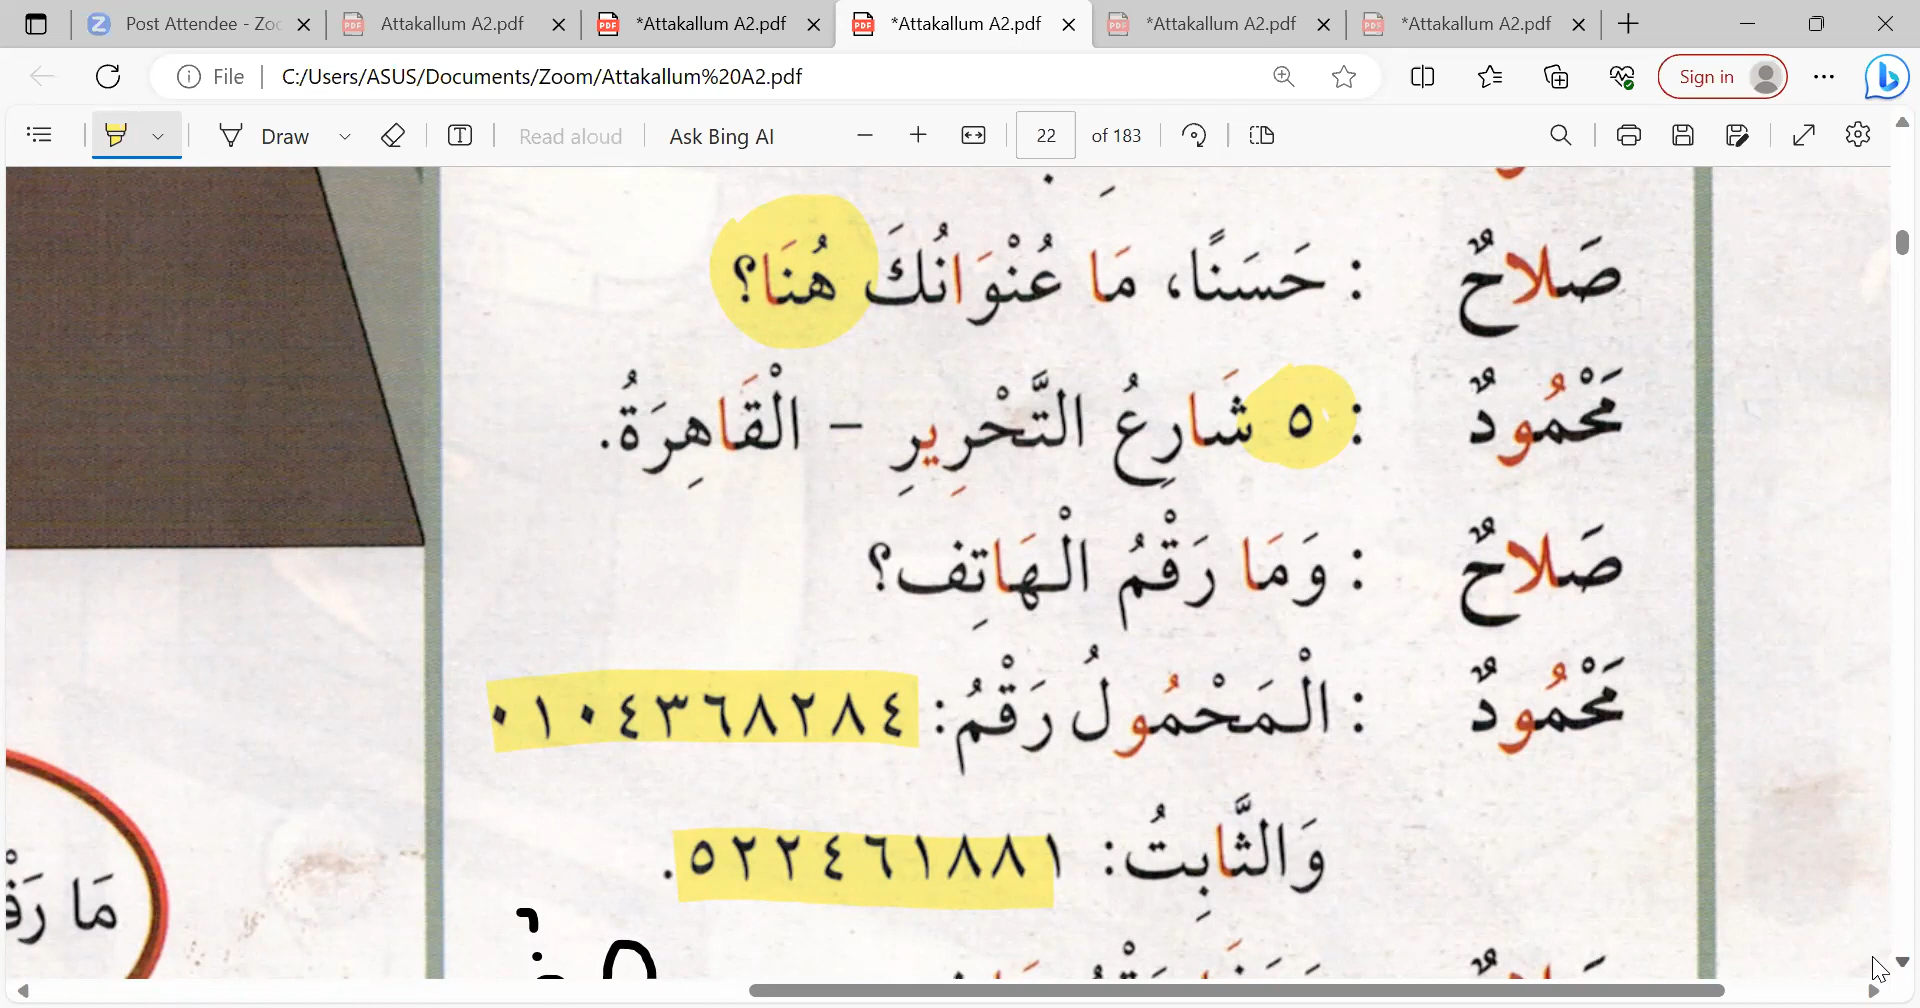 Post Attendee - Zoo
Attakallum A2.pdf
*Attakallum A2.pdf
*Attakallum A2.pdf
*Attakallum A2.pdf
*Attakallum A2.pdf
File
C:/Users/ASUS/Documents/Zoom/Attakallum%20A2.pdf
Sign in
Draw
Read aloud
Ask Bing AI
22 of 183
صَلاحٌ : حَسَنًا، مَا عُنْوَانُكَ هُنَا؟
مَحْمُودٌ : ٥ شَارِعُ التَّحْرِيرِ – الْقَاهِرَةُ.
صَلاحٌ : وَمَا رَقْمُ الْهَاتِفِ؟
مَحْمُودٌ : الْمَحْمُولُ رَقْمُ: ٠١٠٤٣٦٨٢٨٤
وَالثَّابِتُ: ٥٢٢٤٦١٨٨١.
مَا